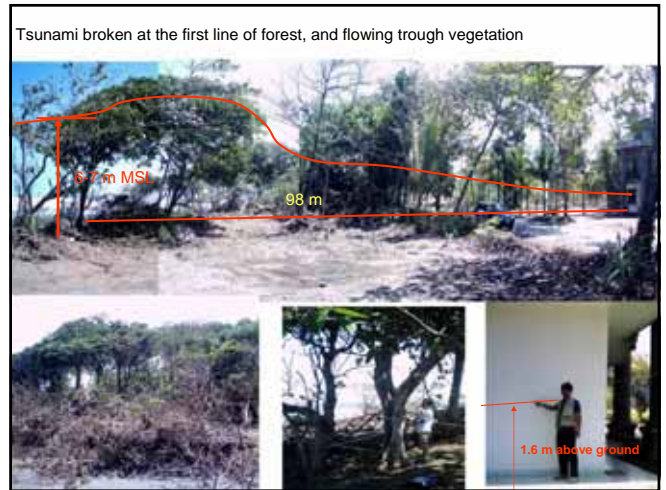 Tsunami broken at the first line of forest, and flowing trough vegetation
6-7 m MSL
98 m
1.6 m above ground